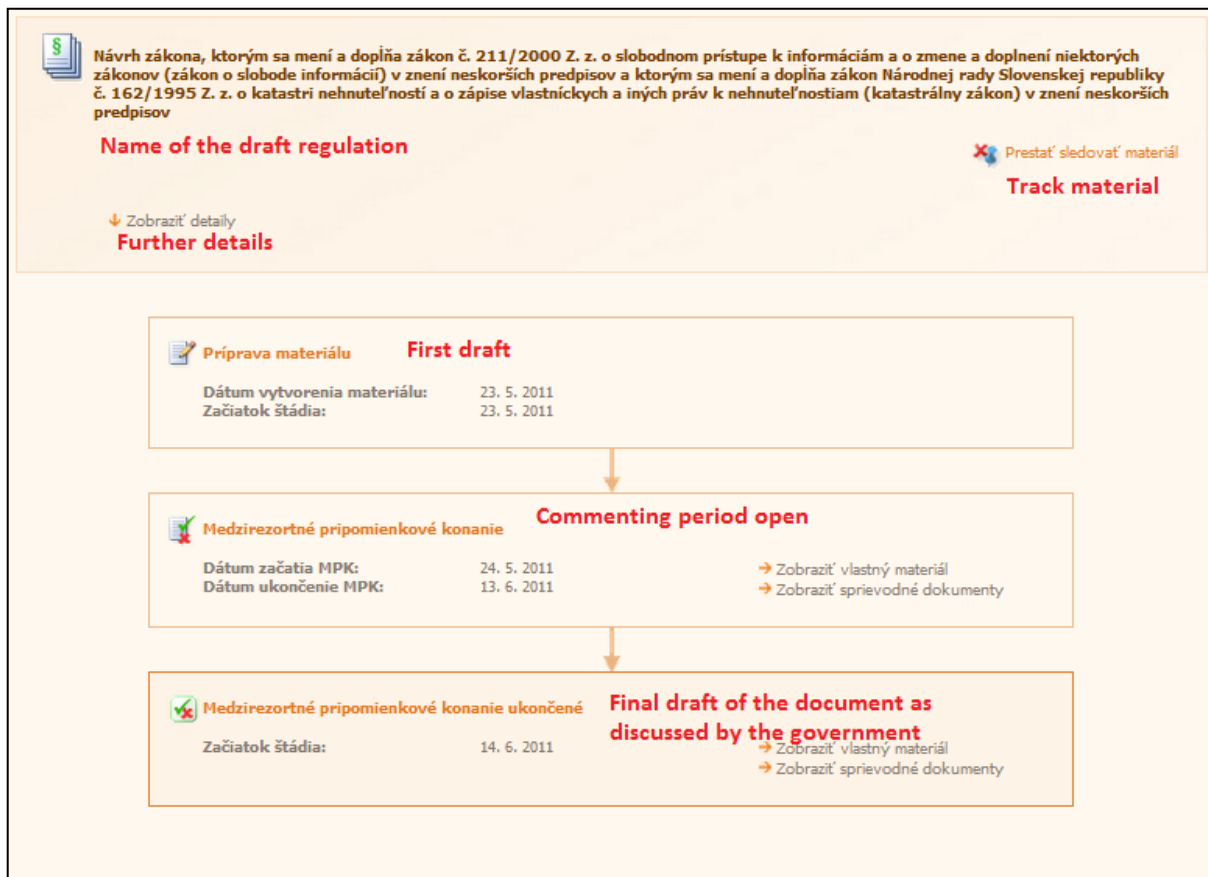 §
Návrh zákona, ktorým sa mení a dopĺňa zákon č. 211/2000 Z. z. o slobodnom prístupe k informáciám a o zmene a doplnení niektorých
zákonov (zákon o slobode informácií) v znení neskorších predpisov a ktorým sa mení a dopĺňa zákon Národnej rady Slovenskej republiky
č. 162/1995 Z. z. o katastri nehnuteľností a o zápise vlastníckych a iných práv k nehnuteľnostiam (katastrálny zákon) v znení neskorších
predpisov
Name of the draft regulation
Prestať sledovať materiál
Track material
Zobraziť detaily
Further details
Príprava materiálu First draft
Dátum vytvorenia materiálu: 23. 5. 2011
Začiatok štádia: 23. 5. 2011
Medzirezortné pripomienkové konanie Commenting period open
Dátum začatia MPK: 24. 5. 2011 Zobraziť vlastný materiál
Dátum ukončenie MPK: 13. 6. 2011 Zobraziť sprievodné dokumenty
Medzirezortné pripomienkové konanie ukončené Final draft of the document as
discussed by the government
Začiatok štádia: 14. 6. 2011 Zobraziť vlastný materiál
Zobraziť sprievodné dokumenty